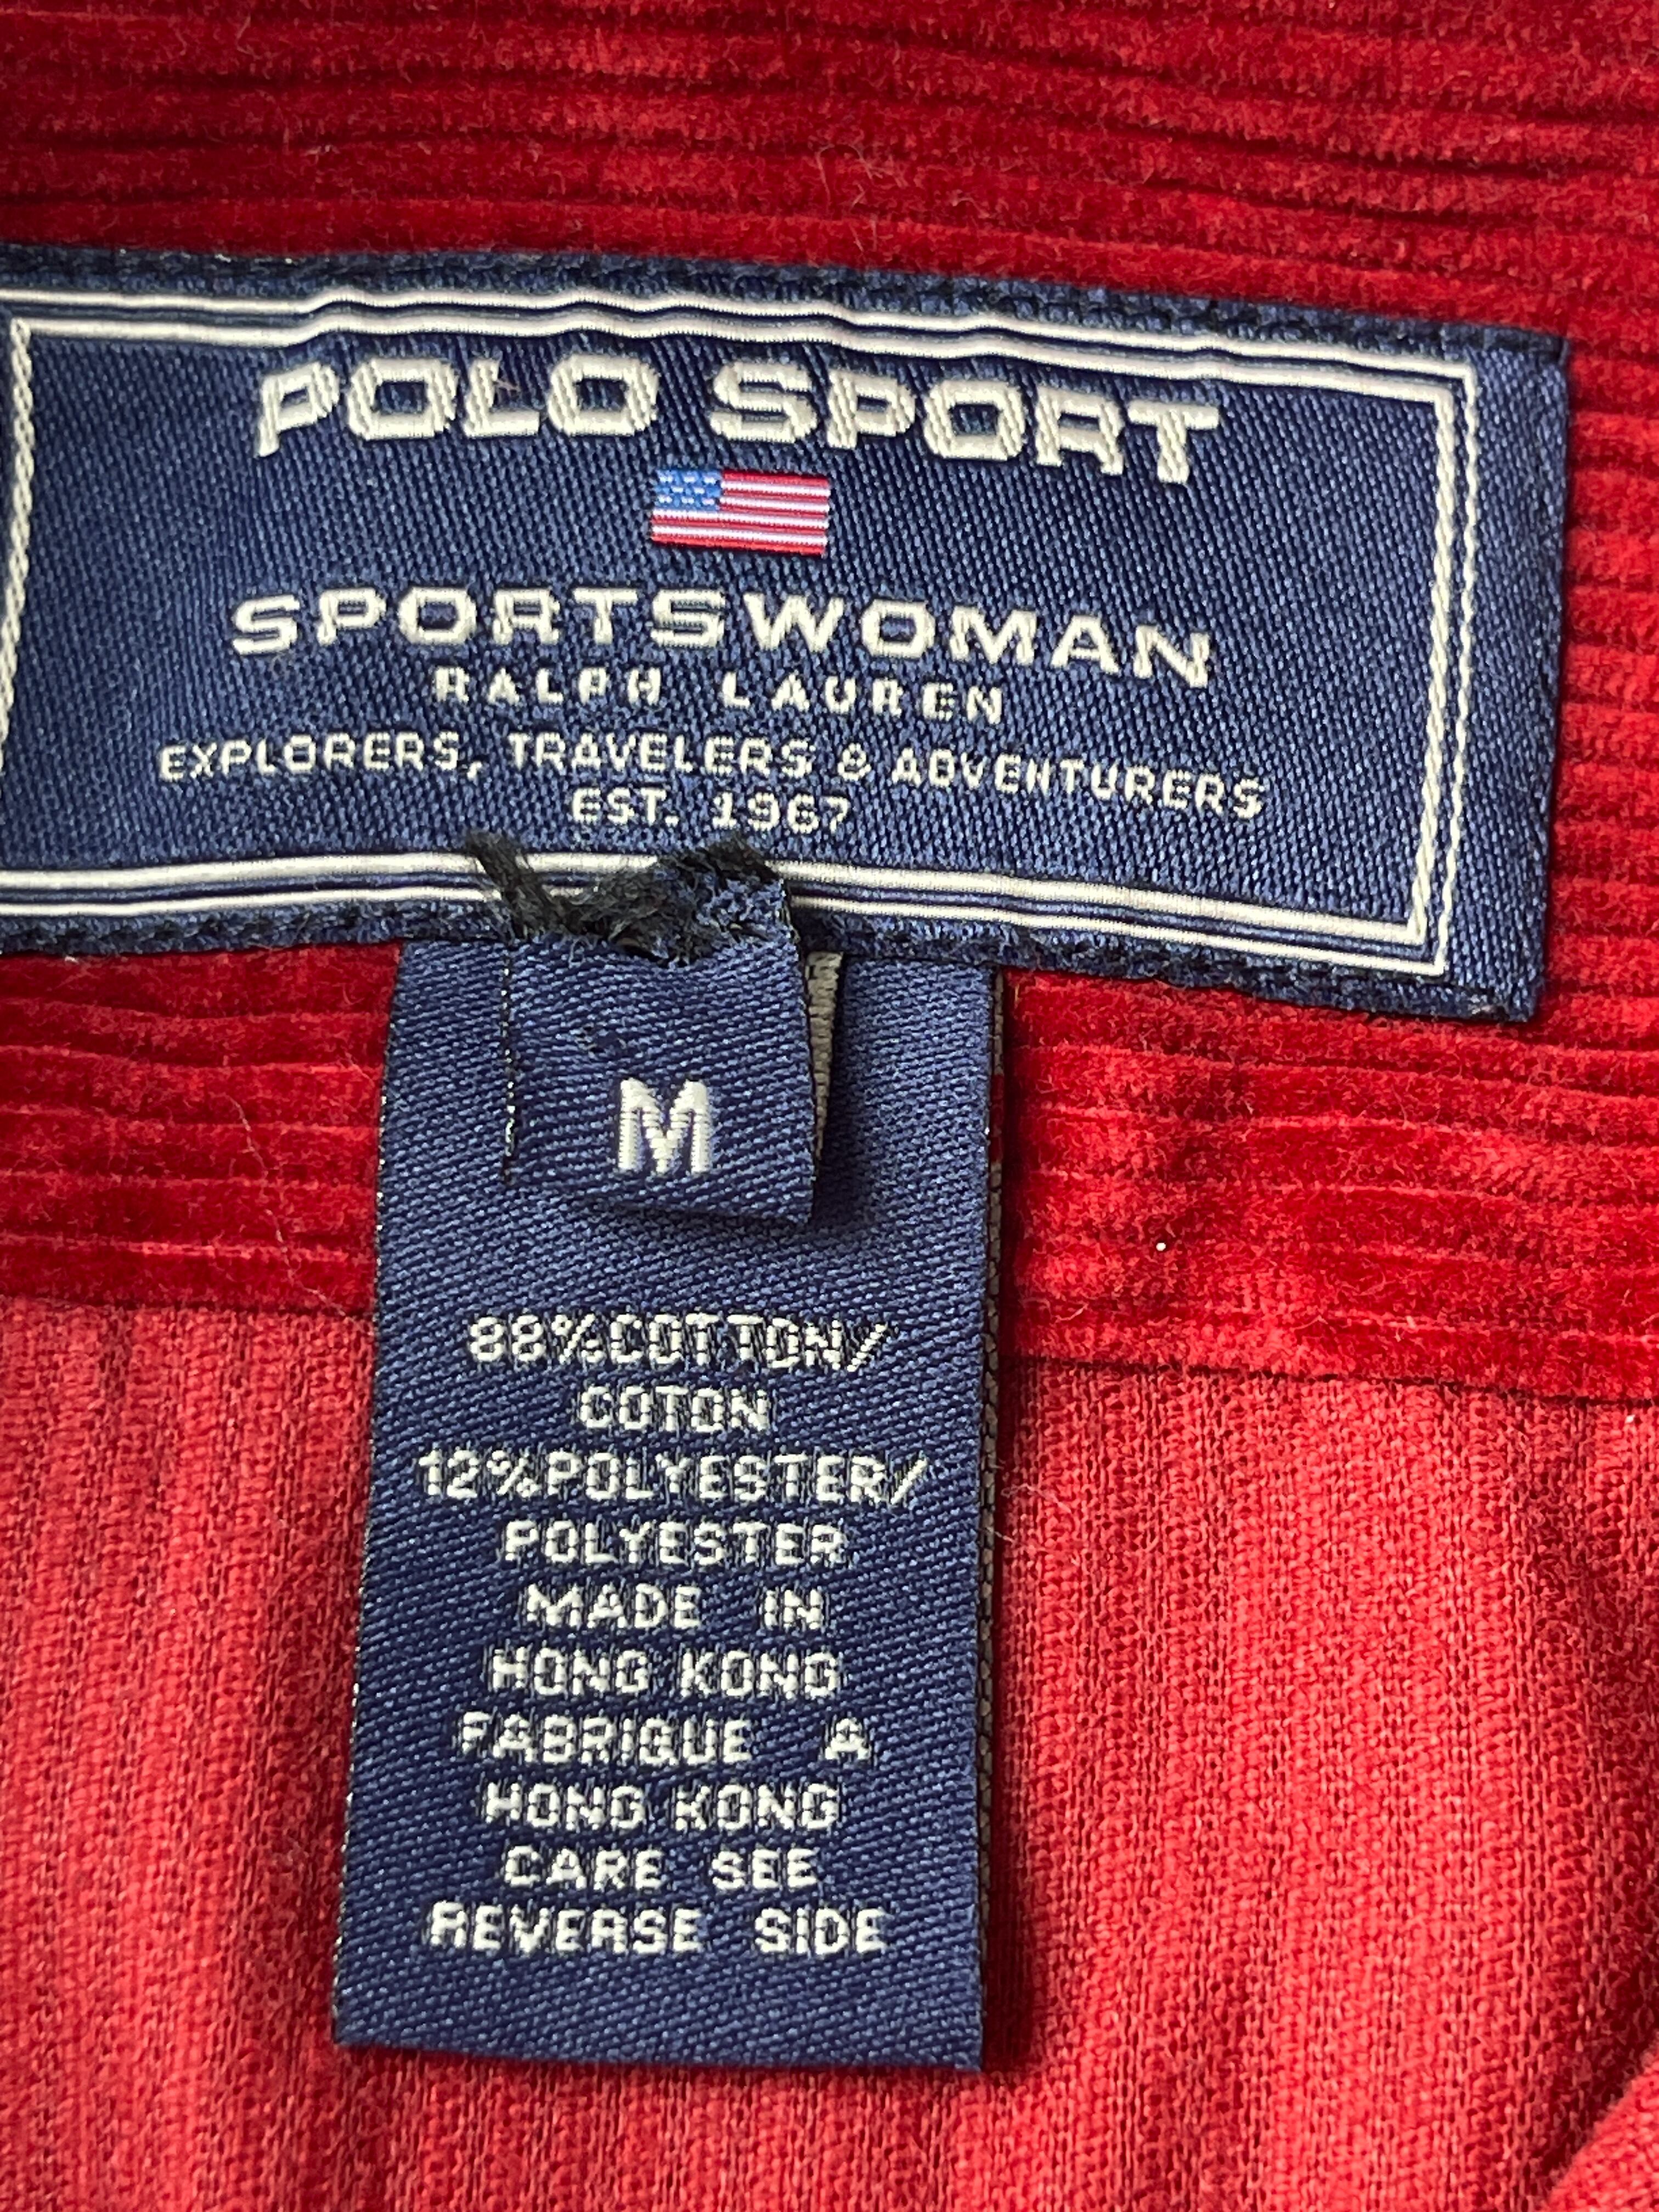 POLO SPORT
SPORTSWOMAN
RALPH LAUREN
EXPLORERS, TRAVELERS & ADVENTURERS
EST. 1967
M
88%COTTON/
COTON
12%POLYESTER/
POLYESTER
MADE IN
HONG KONG
FABRIQUE A
HONG KONG
CARE SEE
REVERSE SIDE